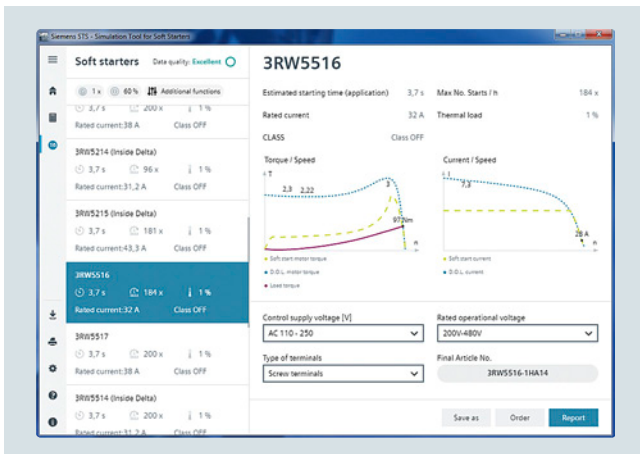 Siemens STS - Simulation Tool for Soft Starters
Soft starters Data quality: Excellent
1 x 60 % Additional functions
3,7 s 200 x 1 %
Rated current:38 A Class OFF
3RW5214 (Inside Delta)
3,7 s 96 x 1 %
Rated current:31,2 A Class OFF
3RW5215 (Inside Delta)
3,7 s 181 x 1 %
Rated current:43,3 A Class OFF
3RW5516
3,7 s 184 x 1 %
Rated current:32 A Class OFF
3RW5517
3,7 s 200 x 1 %
Rated current:38 A Class OFF
3RW5514 (Inside Delta)
3,7 s 200 x 1 %
Rated current:31,2 A Class OFF
3RW5516
Estimated starting time (application) 3,7 s Max No. Starts / h 184 x
Rated current 32 A Thermal load 1 %
CLASS Class OFF
Torque / Speed Current / Speed
T
2,3 2,22 3
97 Nm
n
I
7,3
28 A
n
Soft start motor torque
D.O.L. motor torque
Load torque
Soft start current
D.O.L. current
Control supply voltage [V] Rated operational voltage
AC 110 - 250 200V-480V
Type of terminals Final Article No.
Screw terminals 3RW5516-1HA14
Save as Order Report